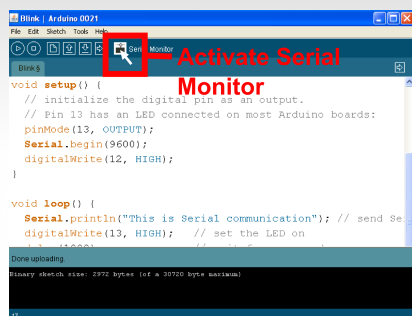 Blink | Arduino 0021
File Edit Sketch Tools Help
Serial Monitor
Activate Serial
Monitor
Blink §
void setup() {
  // initialize the digital pin as an output.
  // Pin 13 has an LED connected on most Arduino boards:
  pinMode(13, OUTPUT);
  Serial.begin(9600);
  digitalWrite(12, HIGH);
}
void loop() {
  Serial.println("This is Serial communication"); // send Se
  digitalWrite(13, HIGH);   // set the LED on
Done uploading.
Binary sketch size: 2972 bytes (of a 30720 byte maximum)